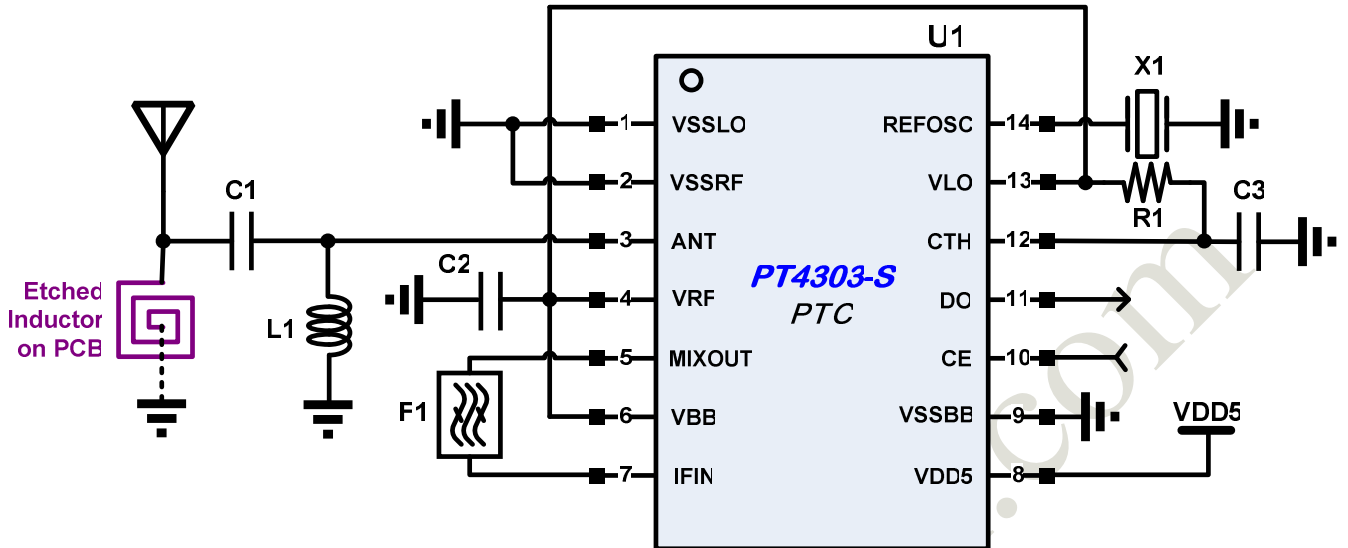 U1
X1
1 VSSLO
REFOSC 14
2 VSSRF
VLO 13
R1
C1
C3
3 ANT
CTH 12
C2
PT4303-S
PTC
4 VRF
DO 11
Etched
Inductor
on PCB
L1
5 MIXOUT
CE 10
F1
6 VBB
VSSBB 9
VDD5
7 IFIN
VDD5 8
.com